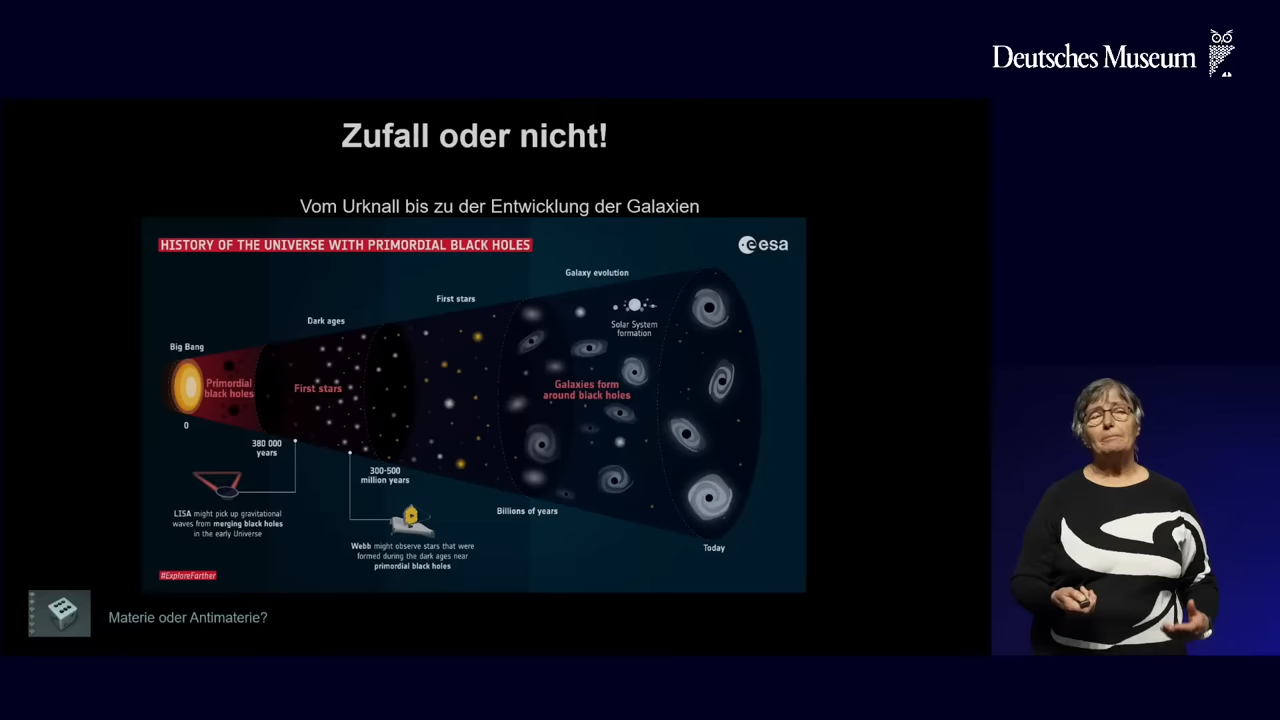 Deutsches Museum
Zufall oder nicht!
Vom Urknall bis zu der Entwicklung der Galaxien
HISTORY OF THE UNIVERSE WITH PRIMORDIAL BLACK HOLES
esa
Galaxy evolution
First stars
Solar System
formation
Dark ages
Big Bang
Primordial
black holes
First stars
Galaxies form
around black holes
0
380 000
years
300-500
million years
Billions of years
LISA might pick up gravitational
waves from merging black holes
in the early Universe
Webb might observe stars that were
formed during the dark ages near
primordial black holes
Today
#ExploreFarther
Materie oder Antimaterie?